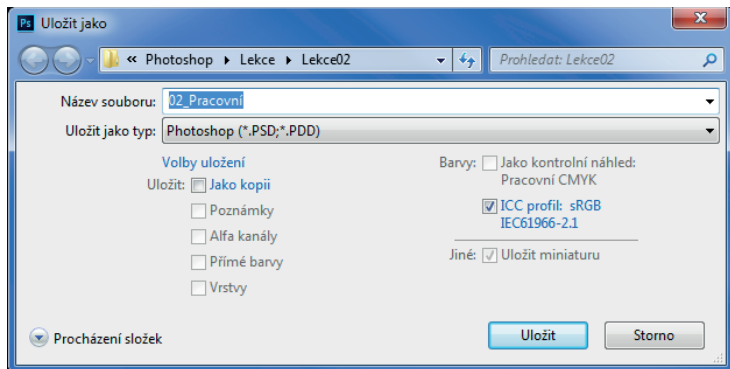 Ps Uložit jako
« Photoshop Lekce Lekce02 Prohledat: Lekce02
Název souboru: 02_Pracovní
Uložit jako typ: Photoshop (*.PSD;*.PDD)
Volby uložení
Uložit: Jako kopii
Poznámky
Alfa kanály
Přímé barvy
Vrstvy
Barvy: Jako kontrolní náhled:
Pracovní CMYK
ICC profil: sRGB
IEC61966-2.1
Jiné: Uložit miniaturu
Procházení složek Uložit Storno